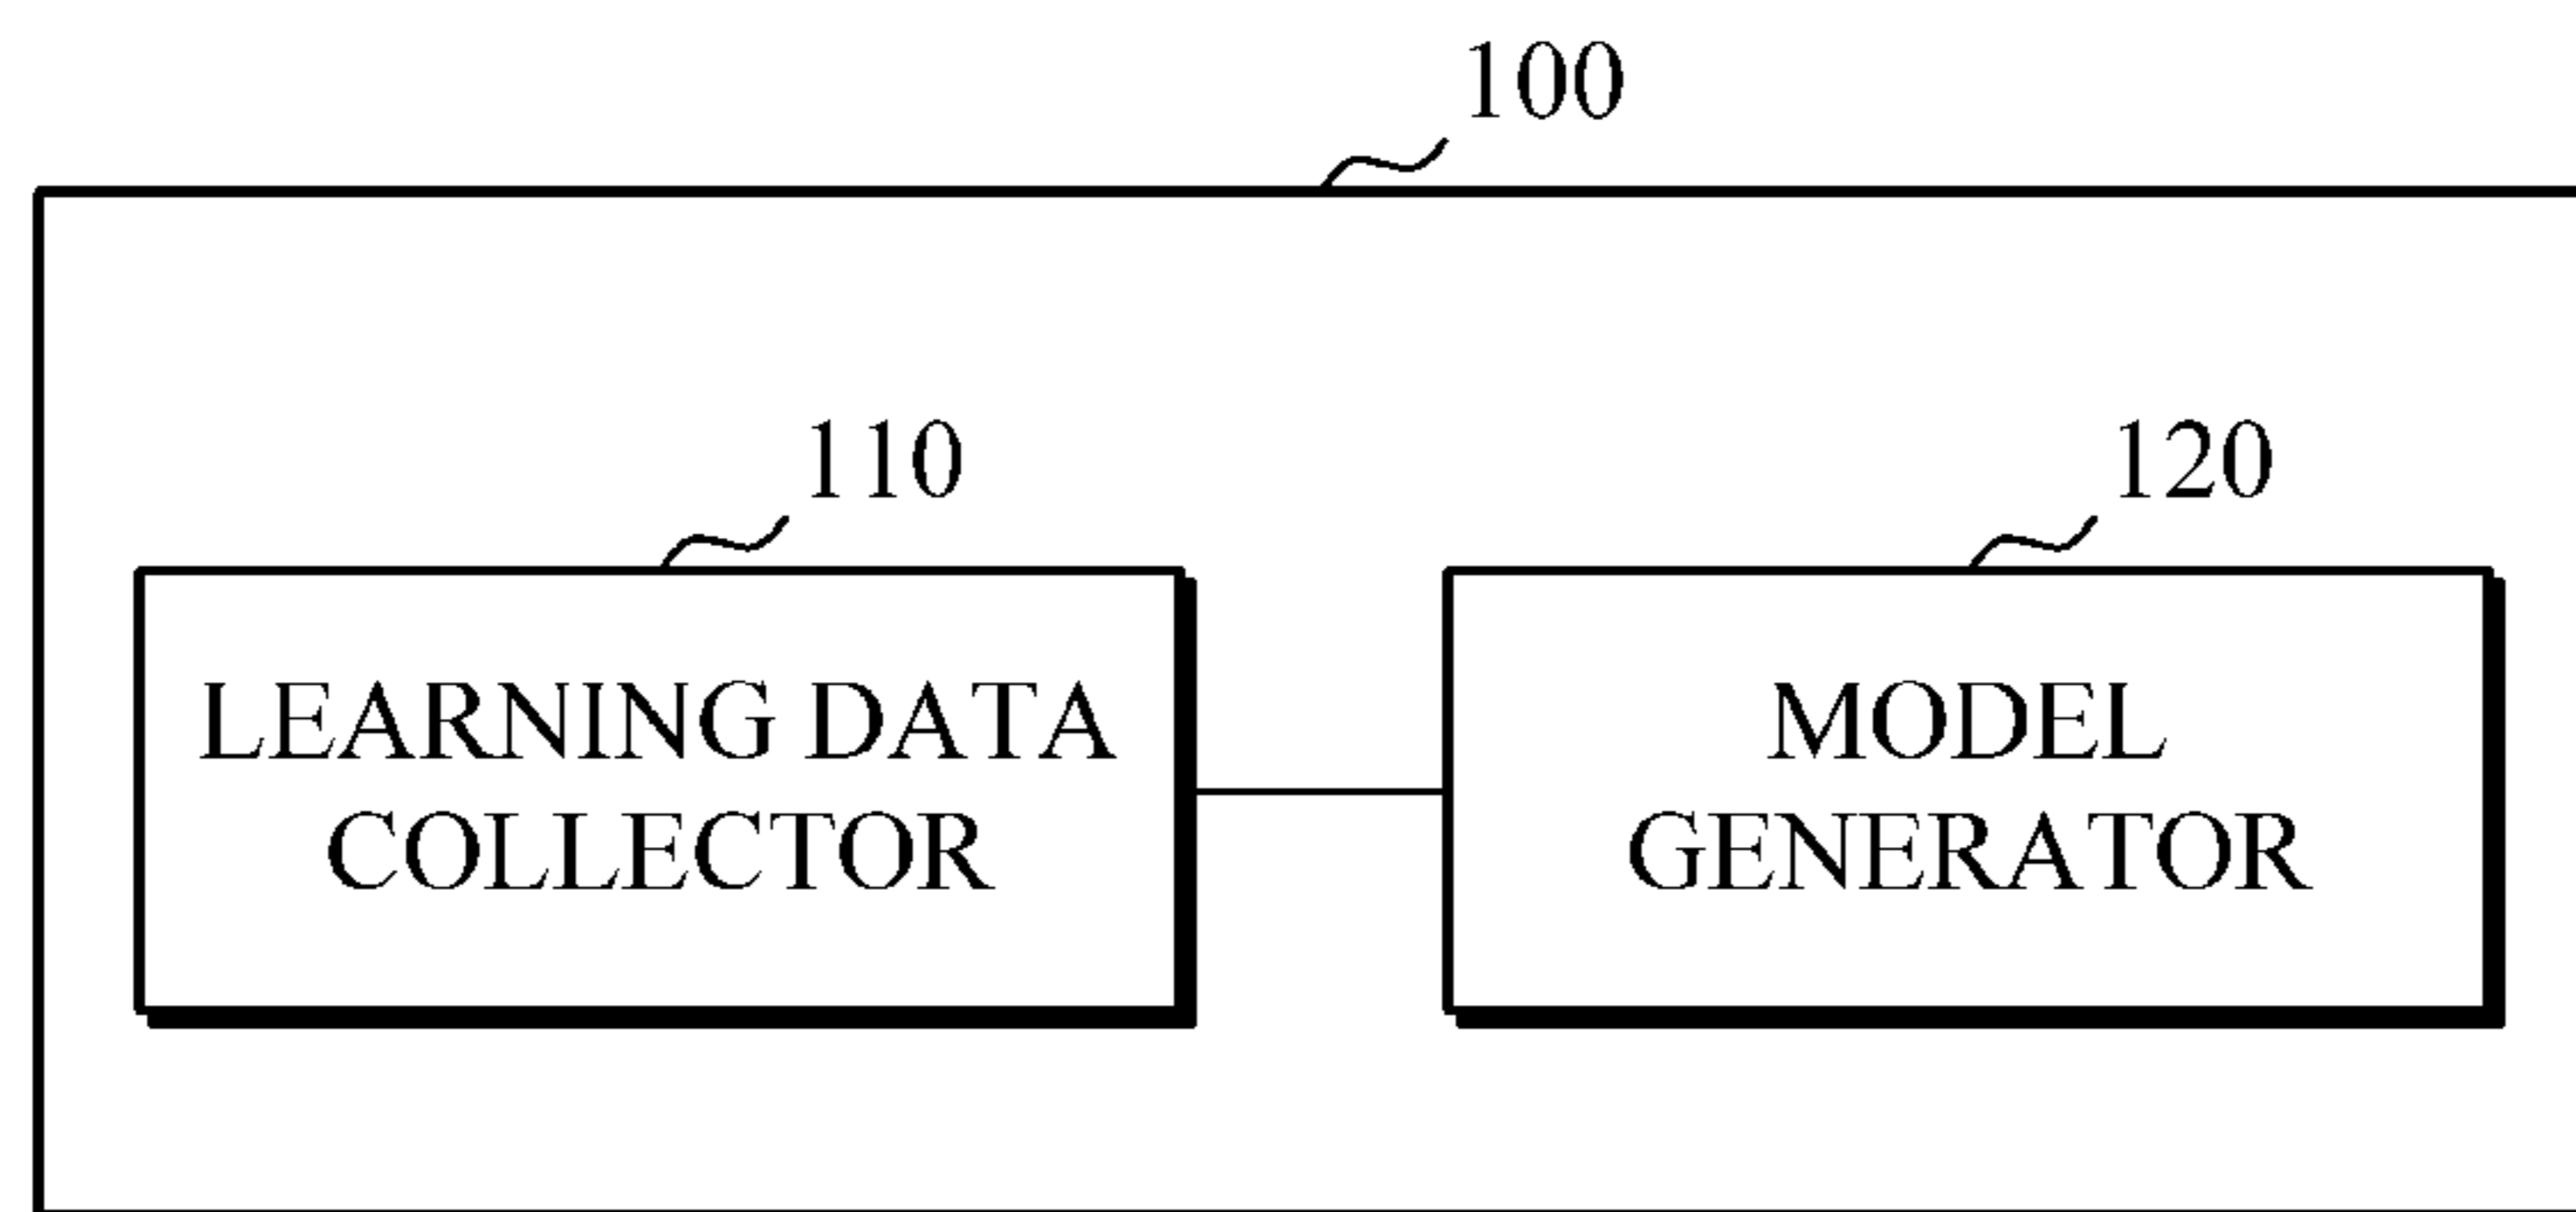 100
110
120
LEARNING DATA
COLLECTOR
MODEL
GENERATOR